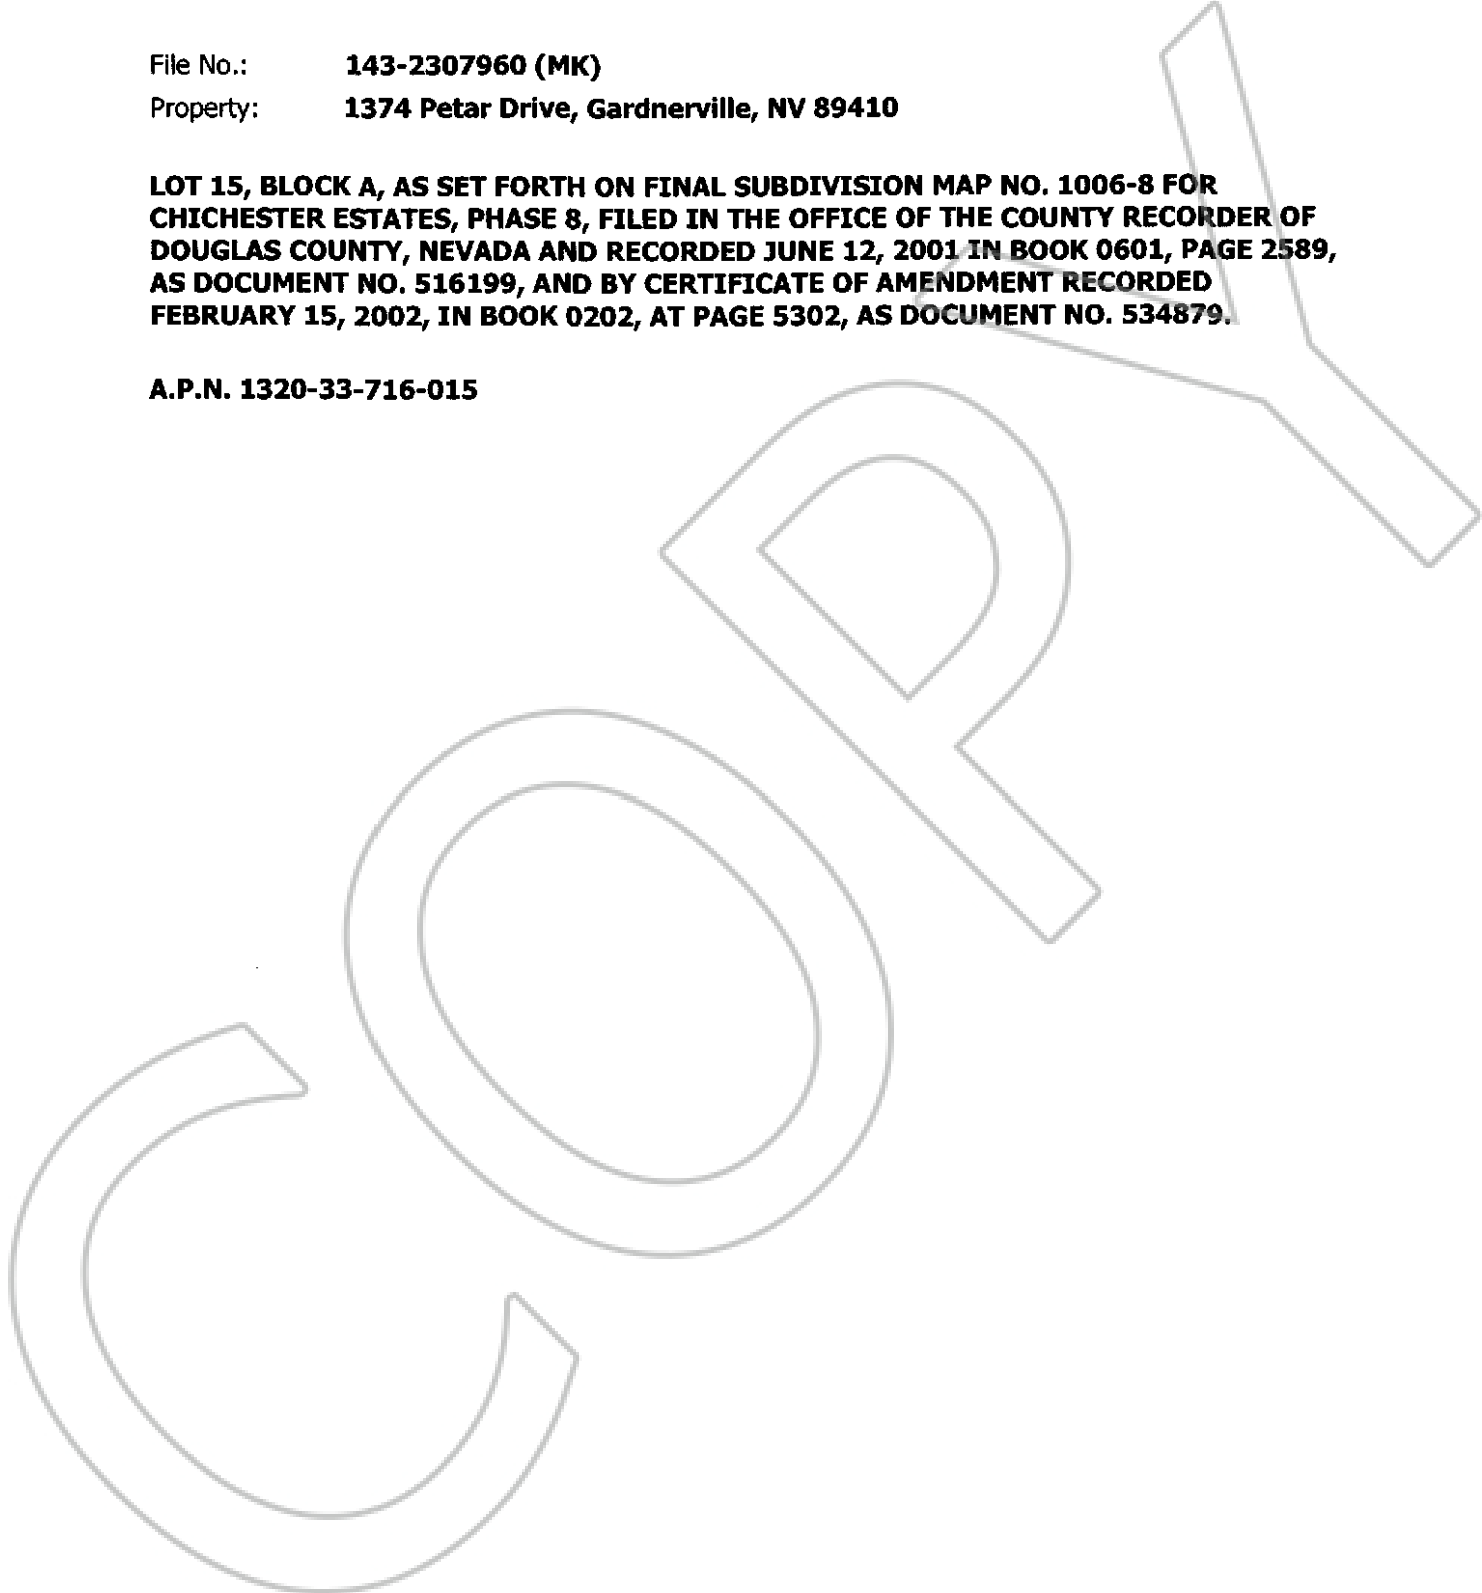 File No.: 143-2307960 (MK)
Property: 1374 Petar Drive, Gardnerville, NV 89410
LOT 15, BLOCK A, AS SET FORTH ON FINAL SUBDIVISION MAP NO. 1006-8 FOR
CHICHESTER ESTATES, PHASE 8, FILED IN THE OFFICE OF THE COUNTY RECORDER OF
DOUGLAS COUNTY, NEVADA AND RECORDED JUNE 12, 2001 IN BOOK 0601, PAGE 2589,
AS DOCUMENT NO. 516199, AND BY CERTIFICATE OF AMENDMENT RECORDED
FEBRUARY 15, 2002, IN BOOK 0202, AT PAGE 5302, AS DOCUMENT NO. 534879.
A.P.N. 1320-33-716-015
COPY